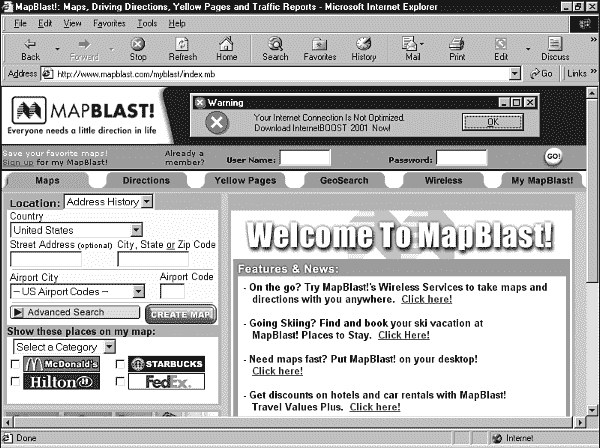 MapBlast!: Maps, Driving Directions, Yellow Pages and Traffic Reports - Microsoft Internet Explorer
File Edit View Favorites Tools Help
Back Forward Stop Refresh Home Search Favorites History Mail Print Edit Discuss
Address http://www.mapblast.com/myblast/index.mb Go Links »
MAPBLAST!
Everyone needs a little direction in life
Warning
Your Internet Connection Is Not Optimized.
Download InternetBOOST 2001 Now!
OK
Save your favorite maps!
Sign up for my MapBlast!
Already a
member?
User Name:
Password:
GO!
Maps Directions Yellow Pages GeoSearch Wireless My MapBlast!
Location: Address History
Country
United States
Street Address (optional) City, State or Zip Code
Airport City Airport Code
-- US Airport Codes --
Advanced Search
CREATE MAP
Show these places on my map:
Select a Category
McDonald's
STARBUCKS
Hilton
FedEx.
Welcome To MapBlast!
Features & News:
- On the go? Try MapBlast!'s Wireless Services to take maps and
directions with you anywhere. Click here!
- Going Skiing? Find and book your ski vacation at
MapBlast! Places to Stay. Click Here!
- Need maps fast? Put MapBlast! on your desktop!
Click here!
- Get discounts on hotels and car rentals with MapBlast!
Travel Values Plus. Click here!
Done
Internet